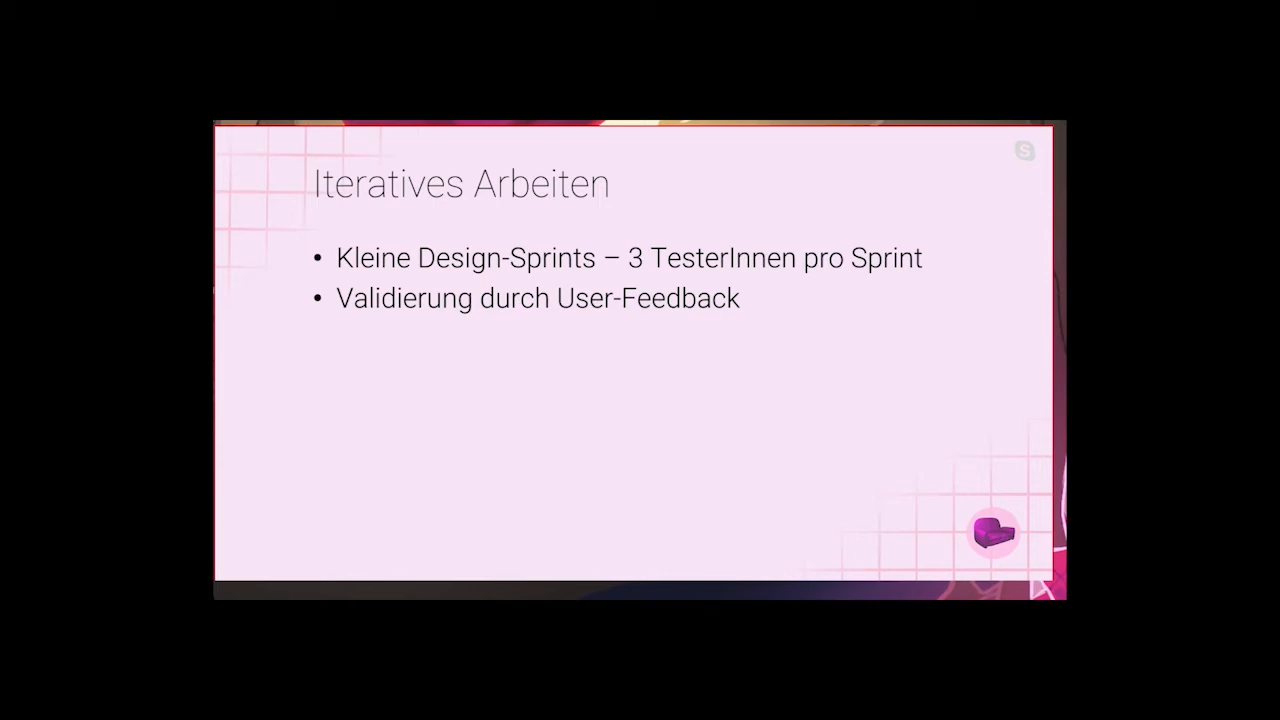 Iteratives Arbeiten
• Kleine Design-Sprints – 3 TesterInnen pro Sprint
• Validierung durch User-Feedback